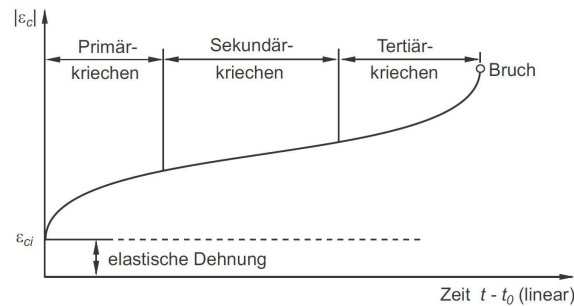 |εc|
Primär-
kriechen
Sekundär-
kriechen
Tertiär-
kriechen
Bruch
εci
elastische Dehnung
Zeit t - t0 (linear)